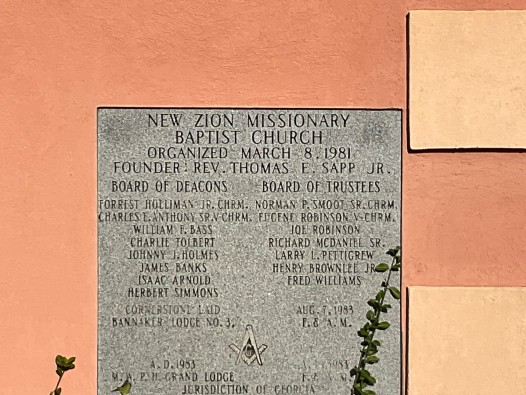 NEW ZION MISSIONARY
BAPTIST CHURCH
ORGANIZED MARCH 8, 1981
FOUNDER: REV. THOMAS E. SAPP JR.
BOARD OF DEACONS BOARD OF TRUSTEES
FORREST HOLLIMAN JR. CHRM. NORMAN P. SMOOT SR. CHRM.
CHARLES E. ANTHONY SR. V-CHRM. EUGENE ROBINSON V-CHRM.
WILLIAM F. BASS JOE ROBINSON
CHARLIE TOLBERT RICHARD MCDANIEL SR.
JOHNNY J. HOLMES LARRY L. PETTIGREW
JAMES BANKS HENRY BROWNLEE JR.
ISAAC ARNOLD FRED WILLIAMS
HERBERT SIMMONS
CORNERSTONE LAID AUG. 7, 1983
BANNAKER LODGE NO. 3, F. & A. M.
A. D. 1983 5983
M. W. P. H. GRAND LODGE
JURISDICTION OF GEORGIA